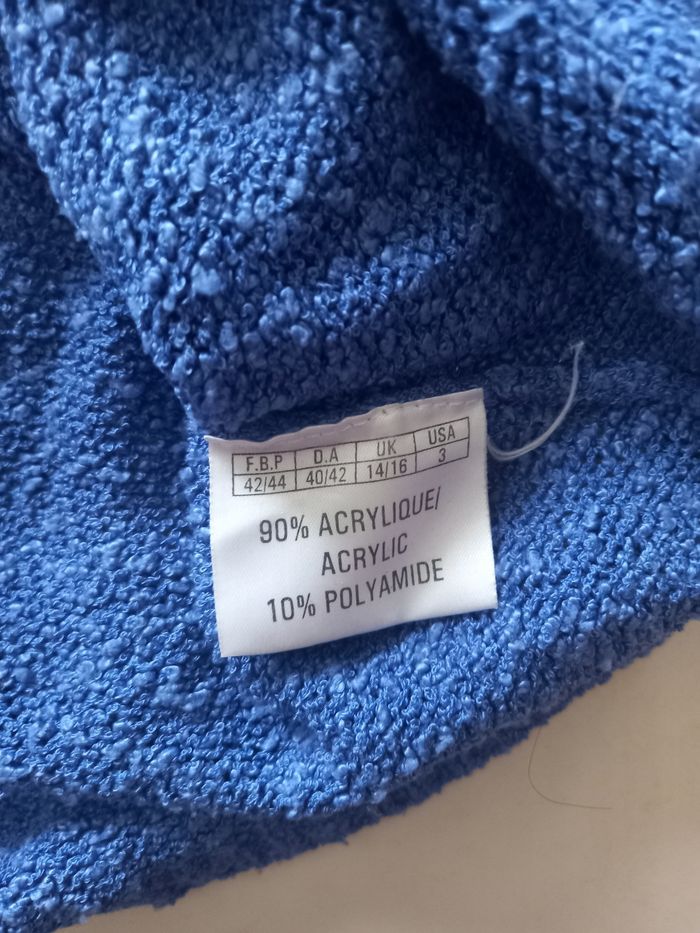 F.B.P D.A UK USA
42/44 40/42 14/16 3
90% ACRYLIQUE/
ACRYLIC
10% POLYAMIDE